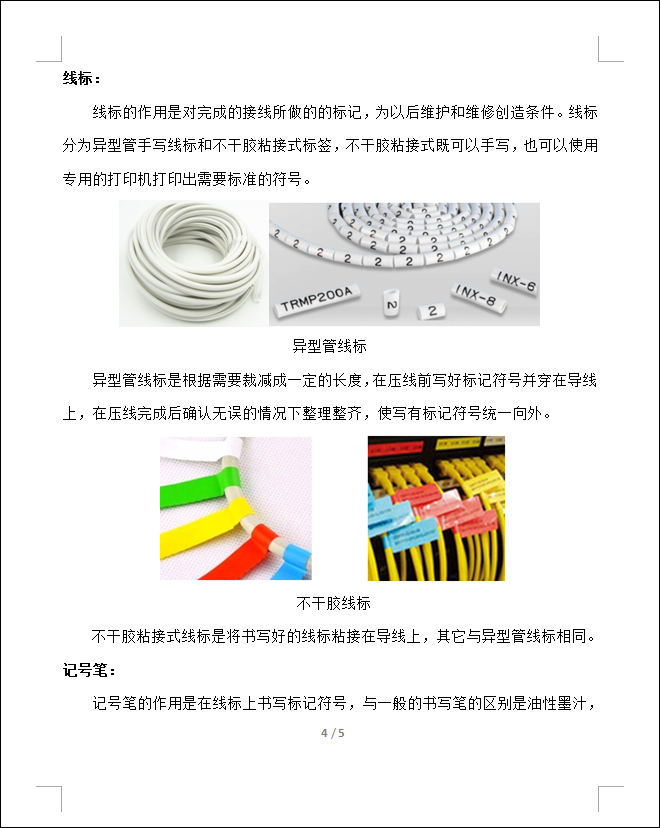 线标：
线标的作用是对完成的接线所做的的标记，为以后维护和维修创造条件。线标
分为异型管手写线标和不干胶粘接式标签，不干胶粘接式既可以手写，也可以使用
专用的打印机打印出需要标准的符号。
2 2 2 2 2 2 2 2
TRMP200A
2
2
INX-8
INX-6
异型管线标
异型管线标是根据需要裁减成一定的长度，在压线前写好标记符号并穿在导线
上，在压线完成后确认无误的情况下整理整齐，使写有标记符号统一向外。
不干胶线标
不干胶粘接式线标是将书写好的线标粘接在导线上，其它与异型管线标相同。
记号笔：
记号笔的作用是在线标上书写标记符号，与一般的书写笔的区别是油性墨汁，
4 / 5